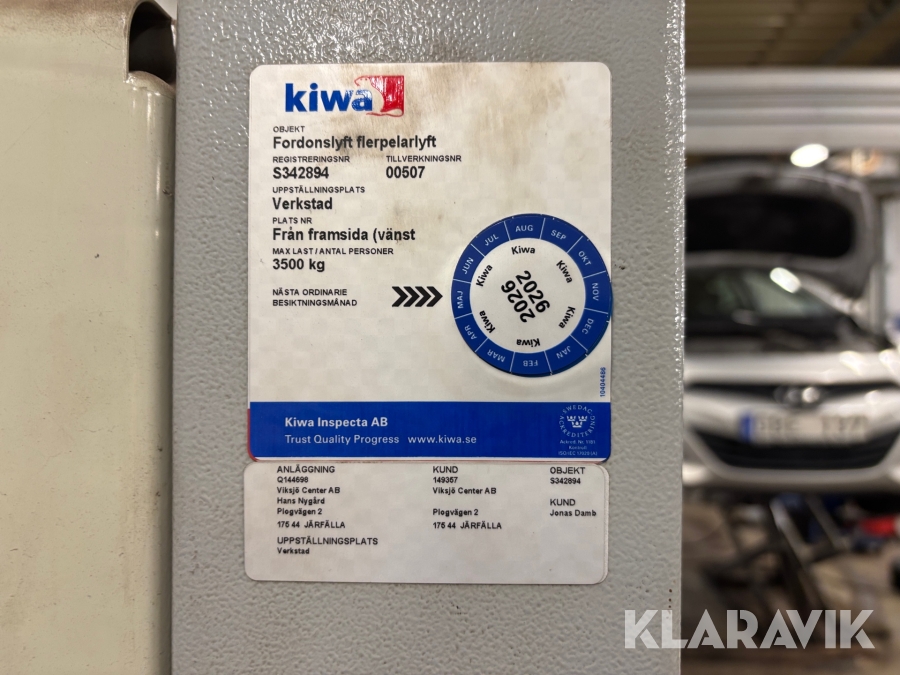 kiwa
OBJEKT
Fordonslyft flerpelarlyft
REGISTRERINGSNR TILLVERKNINGSNR
S342894 00507
UPPSTÄLLNINGSPLATS
Verkstad
PLATS NR
Från framsida (vänst
MAX LAST / ANTAL PERSONER
3500 kg
NÄSTA ORDINARIE
BESIKTNINGSMÅNAD
JAN FEB MAR APR MAJ JUN JUL AUG SEP OKT NOV DEC
Kiwa Kiwa Kiwa Kiwa Kiwa Kiwa
2026
2026
10404486
Kiwa Inspecta AB
Trust Quality Progress www.kiwa.se
SWEDAC
ACKREDITERING
ANLÄGGNING KUND OBJEKT
Q144698 149357 S342894
Viksjö Center AB Viksjö Center AB
Hans Nygård KUND
Plogvägen 2 Plogvägen 2 Jonas Damb
175 44 JÄRFÄLLA 175 44 JÄRFÄLLA
UPPSTÄLLNINGSPLATS
Verkstad
KLARAVIK